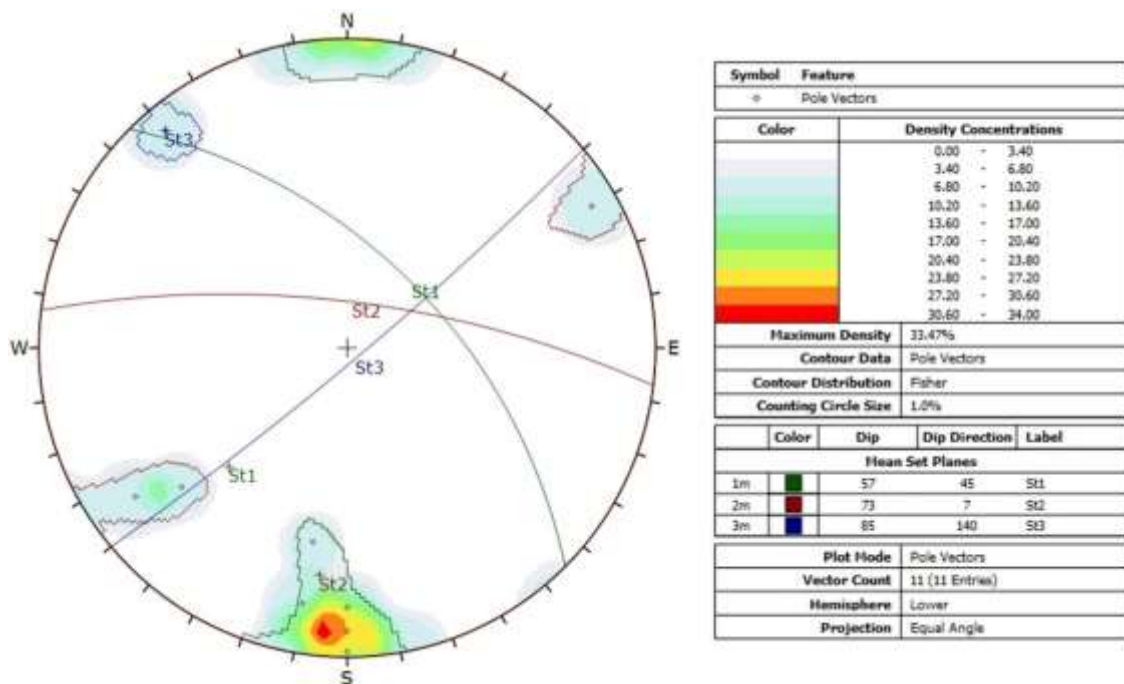 N
St3
St1
St2
W
E
St3
St1
St2
S
Symbol Feature
Pole Vectors
Color Density Concentrations
0.00 - 3.40
3.40 - 6.80
6.80 - 10.20
10.20 - 13.60
13.60 - 17.00
17.00 - 20.40
20.40 - 23.80
23.80 - 27.20
27.20 - 30.60
30.60 - 34.00
Maximum Density 33.47%
Contour Data Pole Vectors
Contour Distribution Fisher
Counting Circle Size 1.0%
Color Dip Dip Direction Label
Mean Set Planes
1m 57 45 St1
2m 73 7 St2
3m 85 140 St3
Plot Mode Pole Vectors
Vector Count 11 (11 Entries)
Hemisphere Lower
Projection Equal Angle